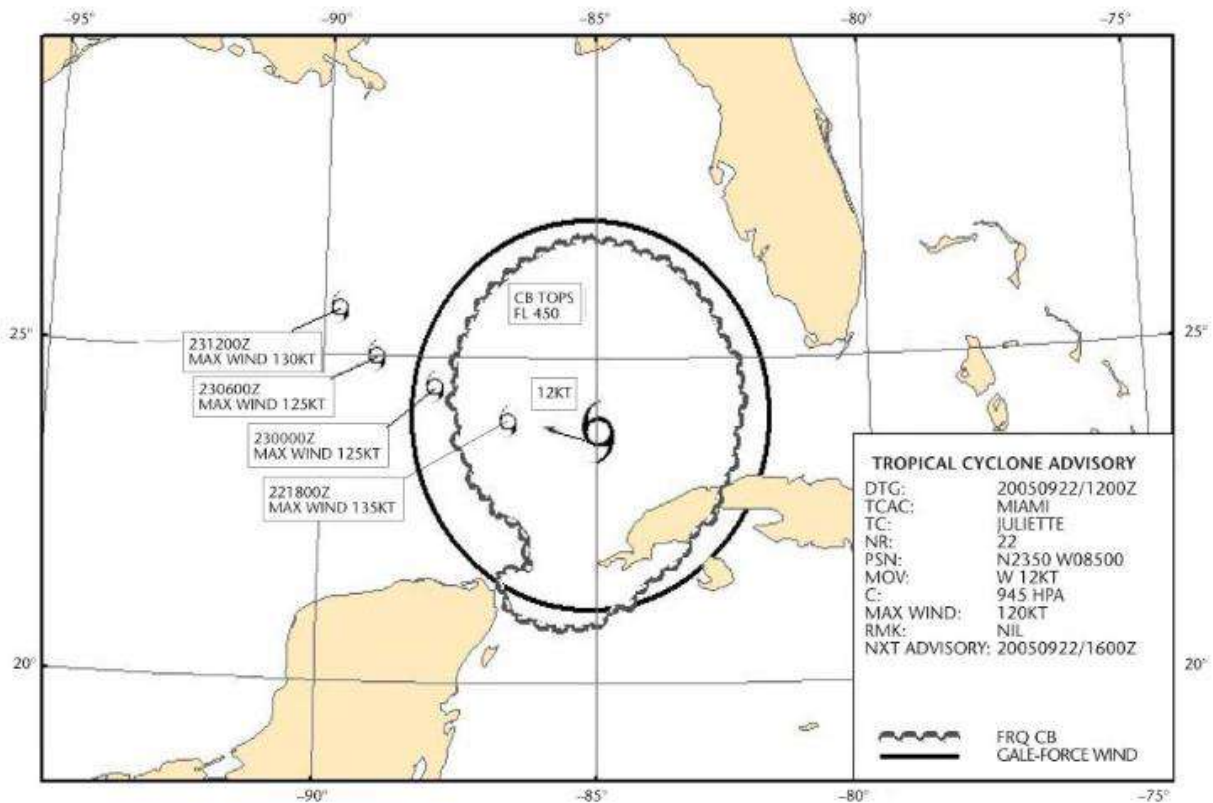 -95° -90° -85° -80° -75°
CB TOPS
FL 450
25° 25°
231200Z
MAX WIND 130KT
230600Z
MAX WIND 125KT
12KT
230000Z
MAX WIND 125KT
221800Z
MAX WIND 135KT
TROPICAL CYCLONE ADVISORY
DTG: 20050922/1200Z
TCAC: MIAMI
TC: JULIETTE
NR: 22
PSN: N2350 W08500
MOV: W 12KT
C: 945 HPA
MAX WIND: 120KT
RMK: NIL
NXT ADVISORY: 20050922/1600Z
20° 20°
FRQ CB
GALE-FORCE WIND
-90° -85° -80° -75°